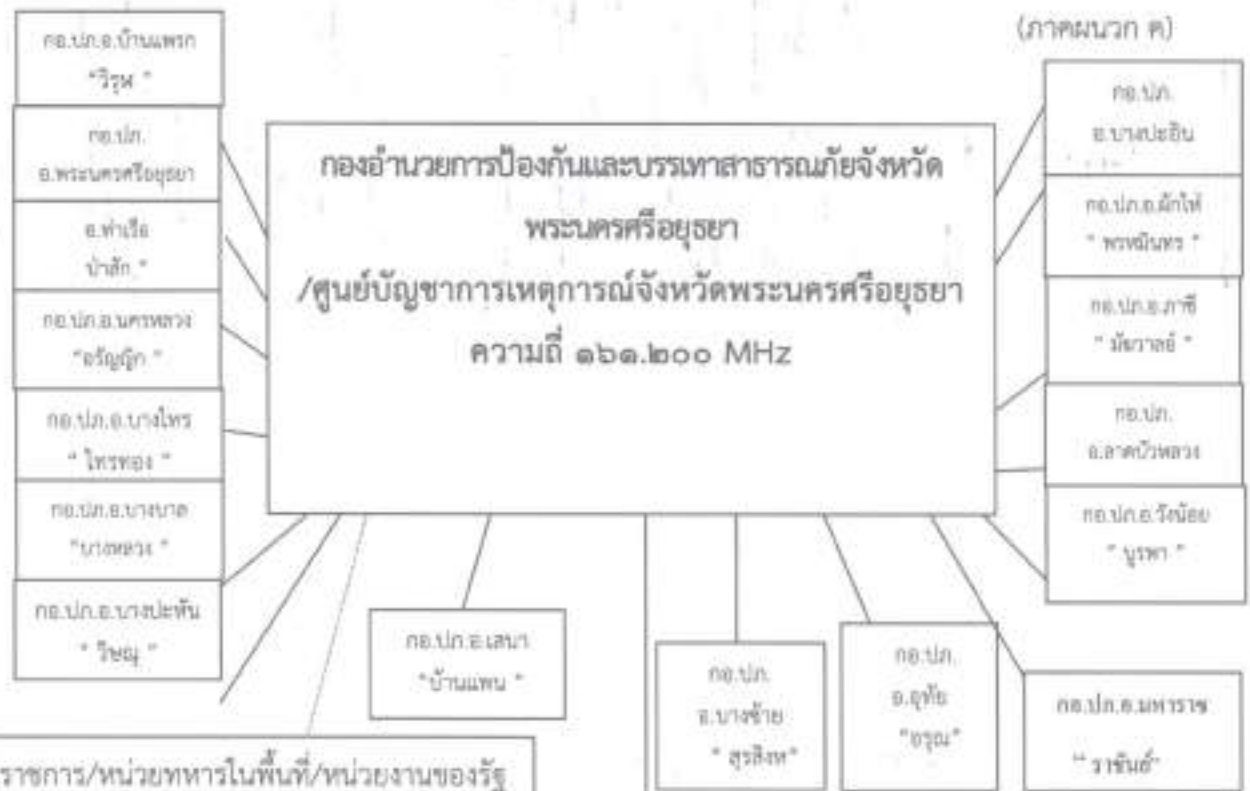 (ภาคผนวก ค)
กอ.ปภ.อ.บ้านแพรก
"วิรุฬ "
กอ.ปภ.
อ.พระนครศรีอยุธยา
อ.ท่าเรือ
ป่าสัก "
กอ.ปภ.อ.นครหลวง
"อรัญญิก "
กอ.ปภ.อ.บางไทร
" ไทรทอง "
กอ.ปภ.อ.บางบาล
"บางหลวง "
กอ.ปภ.อ.บางปะหัน
" วิษณุ "
กองอำนวยการป้องกันและบรรเทาสาธารณภัยจังหวัด
พระนครศรีอยุธยา
/ศูนย์บัญชาการเหตุการณ์จังหวัดพระนครศรีอยุธยา
ความถี่ ๑๖๑.๒๐๐ MHz
กอ.ปภ.
อ.บางปะอิน
กอ.ปภ.อ.ผักไห่
" พรหมินทร "
กอ.ปภ.อ.ภาชี
" มัฆวาลย์ "
กอ.ปภ.
อ.ลาดบัวหลวง
กอ.ปภ.อ.วังน้อย
" บูรพา "
กอ.ปภ.อ.เสนา
"บ้านแพน "
กอ.ปภ.
อ.บางซ้าย
" สุรสิงห"
กอ.ปภ.
อ.อุทัย
"อรุณ"
กอ.ปภ.อ.มหาราช
" ราชันย์"
ราชการ/หน่วยทหารในพื้นที่/หน่วยงานของรัฐ